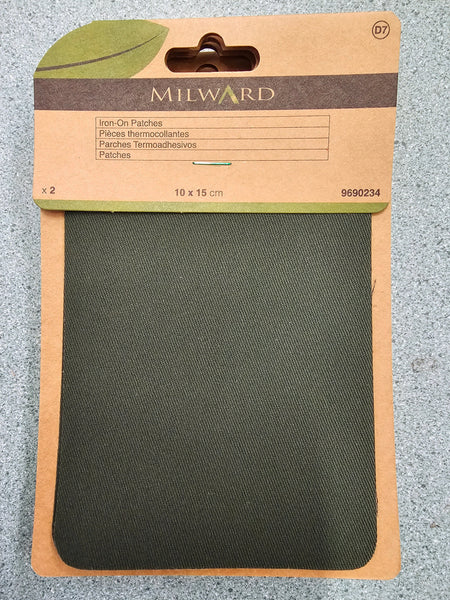 D7
MILWARD
Iron-On Patches
Pièces thermocollantes
Parches Termoadhesivos
Patches
x 2 10 x 15 cm 9690234